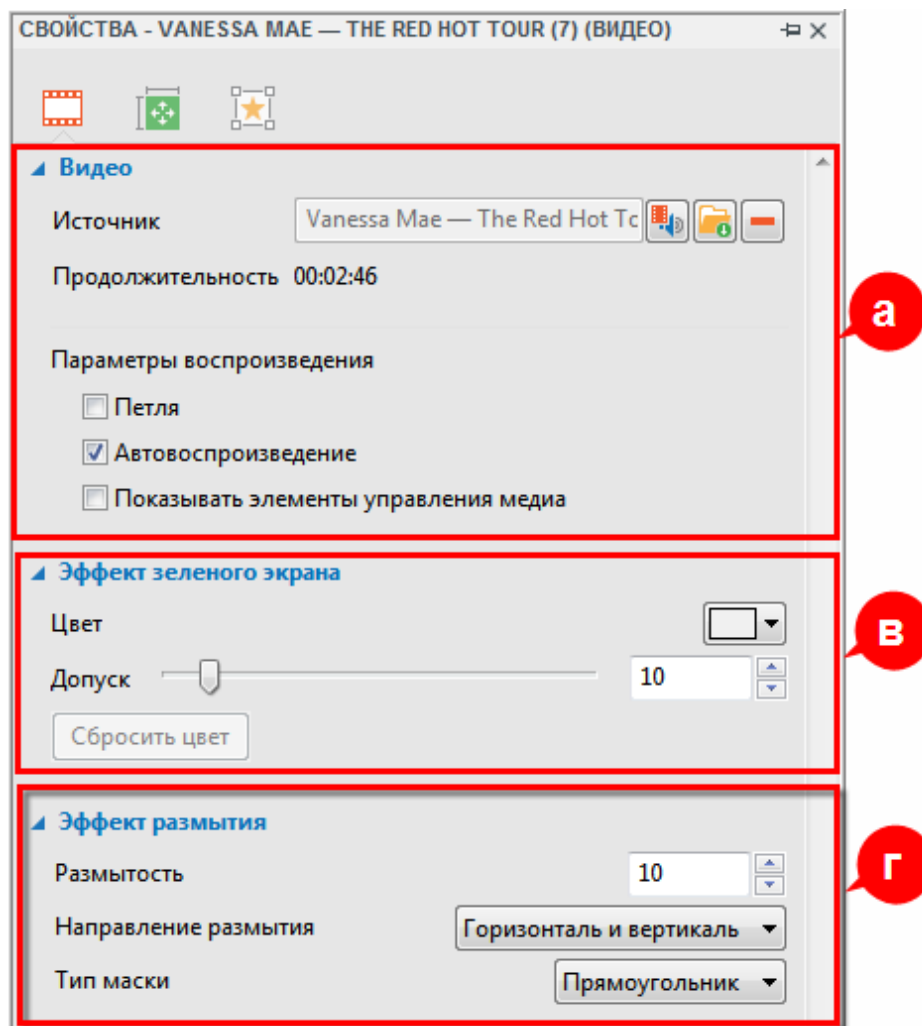 СВОЙСТВА - VANESSA MAE — THE RED HOT TOUR (7) (ВИДЕО)
Видео
Источник Vanessa Mae — The Red Hot Tc
Продолжительность 00:02:46
а
Параметры воспроизведения
Петля
Автовоспроизведение
Показывать элементы управления медиа
Эффект зеленого экрана
Цвет
в
Допуск 10
Сбросить цвет
Эффект размытия
Размытость 10
г
Направление размытия Горизонталь и вертикаль
Тип маски Прямоугольник